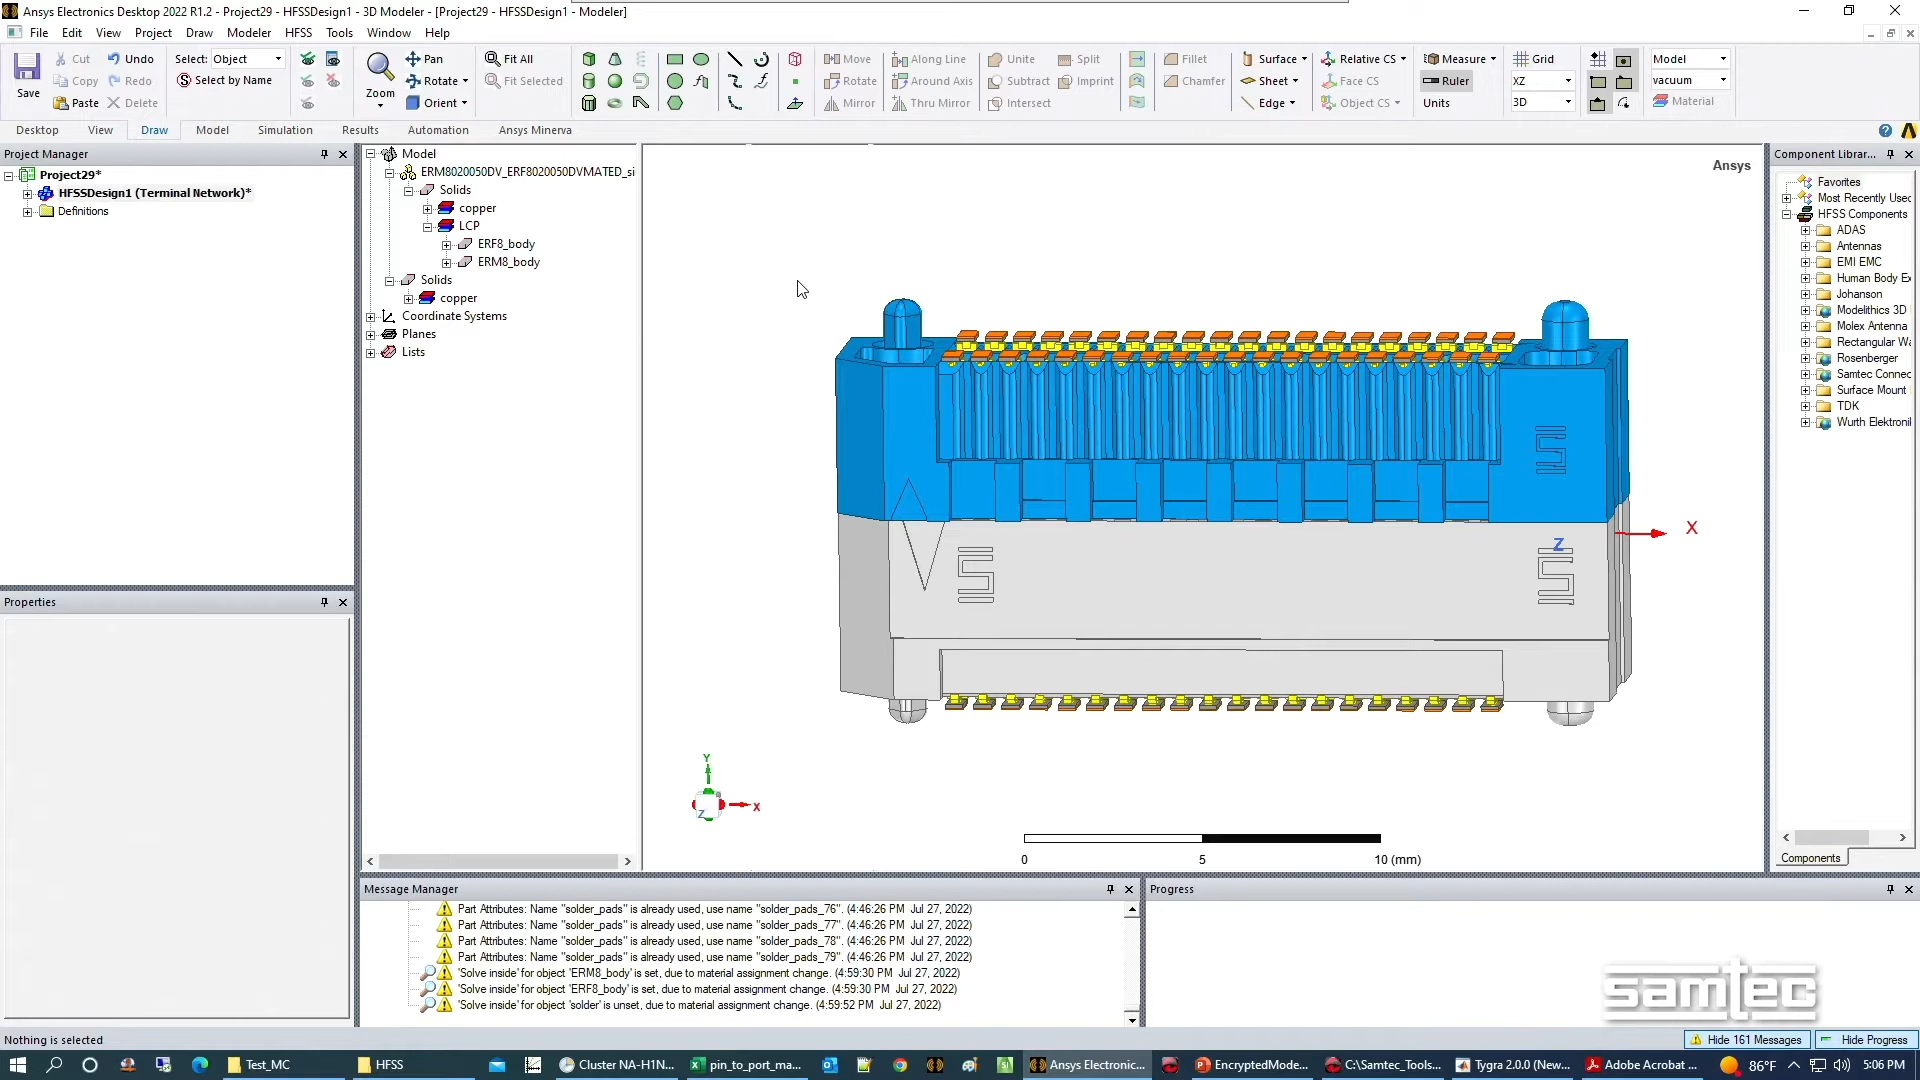 Ansys Electronics Desktop 2022 R1.2 - Project29 - HFSSDesign1 - 3D Modeler - [Project29 - HFSSDesign1 - Modeler]
File Edit View Project Draw Modeler HFSS Tools Window Help
Save
Cut
Copy
Paste
Undo
Redo
Delete
Select: Object
Select by Name
Zoom
Pan
Rotate
Orient
Fit All
Fit Selected
Move
Rotate
Mirror
Along Line
Around Axis
Thru Mirror
Unite
Subtract
Intersect
Split
Imprint
Fillet
Chamfer
Surface
Sheet
Edge
Relative CS
Face CS
Object CS
Measure
Ruler
Units
Grid
XZ
3D
Model
vacuum
Material
Desktop View Draw Model Simulation Results Automation Ansys Minerva
Project Manager
Project29*
HFSSDesign1 (Terminal Network)*
Definitions
Properties
Model
ERM8020050DV_ERF8020050DVMATED_si
Solids
copper
LCP
ERF8_body
ERM8_body
Solids
copper
Coordinate Systems
Planes
Lists
Ansys
X
Z
Y
X
Z
0 5 10 (mm)
Component Librar...
Favorites
Most Recently Used
HFSS Components
ADAS
Antennas
EMI EMC
Human Body Ex
Johanson
Modelithics 3D
Molex Antenna
Rectangular Wa
Rosenberger
Samtec Connec
Surface Mount
TDK
Wurth Elektronil
Components
Message Manager
Part Attributes: Name "solder_pads" is already used, use name "solder_pads_76". (4:46:26 PM Jul 27, 2022)
Part Attributes: Name "solder_pads" is already used, use name "solder_pads_77". (4:46:26 PM Jul 27, 2022)
Part Attributes: Name "solder_pads" is already used, use name "solder_pads_78". (4:46:26 PM Jul 27, 2022)
Part Attributes: Name "solder_pads" is already used, use name "solder_pads_79". (4:46:26 PM Jul 27, 2022)
'Solve inside' for object 'ERM8_body' is set, due to material assignment change. (4:59:30 PM Jul 27, 2022)
'Solve inside' for object 'ERF8_body' is set, due to material assignment change. (4:59:30 PM Jul 27, 2022)
'Solve inside' for object 'solder' is unset, due to material assignment change. (4:59:52 PM Jul 27, 2022)
Progress
samtec
Nothing is selected
Hide 161 Messages
Hide Progress
Test_MC
HFSS
Cluster NA-H1N...
pin_to_port_ma...
Ansys Electronic...
EncryptedMode...
C:\Samtec_Tools...
Tygra 2.0.0 (New...
Adobe Acrobat ...
86°F
5:06 PM